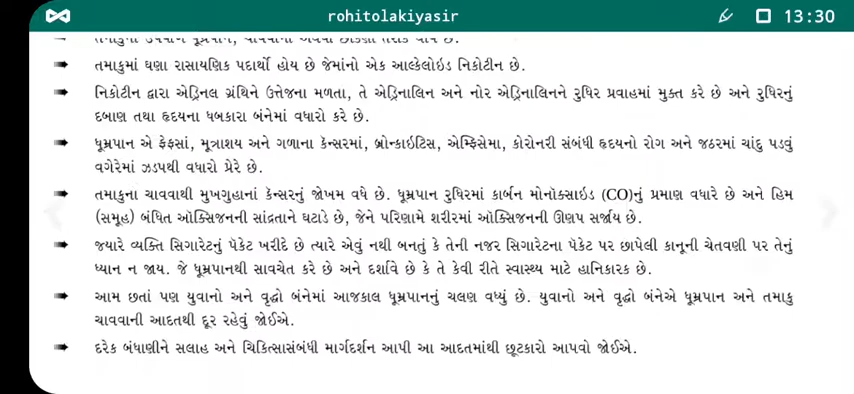 rohitolakiyasir
13:30
તમાકુમાં ઘણા રાસાયણિક પદાર્થો હોય છે જેમાંનો એક આલ્કેલોઇડ નિકોટીન છે.
નિકોટીન દ્વારા એડ્રિનલ ગ્રંથિને ઉત્તેજના મળતા, તે એડ્રિનાલિન અને નોર એડ્રિનાલિનને રુધિર પ્રવાહમાં મુક્ત કરે છે અને રુધિરનું
દબાણ તથા હૃદયના ધબકારા બંનેમાં વધારો કરે છે.
ધૂમ્રપાન એ ફેફસાં, મૂત્રાશય અને ગળાના કૅન્સરમાં, બ્રોન્કાઇટિસ, એમ્ફિસેમા, કોરોનરી સંબંધી હૃદયનો રોગ અને જઠરમાં ચાંદુ પડવું
વગેરેમાં ઝડપથી વધારો પ્રેરે છે.
તમાકુના ચાવવાથી મુખગુહાનાં કૅન્સરનું જોખમ વધે છે. ધૂમ્રપાન રુધિરમાં કાર્બન મોનૉક્સાઇડ (CO)નું પ્રમાણ વધારે છે અને હિમ
(સમૂહ) બંધિત ઑક્સિજનની સાંદ્રતાને ઘટાડે છે, જેને પરિણામે શરીરમાં ઑક્સિજનની ઊણપ સર્જાય છે.
જયારે વ્યક્તિ સિગારેટનું પૅકેટ ખરીદે છે ત્યારે એવું નથી બનતું કે તેની નજર સિગારેટના પૅકેટ પર છાપેલી કાનૂની ચેતવણી પર તેનું
ધ્યાન ન જાય. જે ધૂમ્રપાનથી સાવચેત કરે છે અને દર્શાવે છે કે તે કેવી રીતે સ્વાસ્થ્ય માટે હાનિકારક છે.
આમ છતાં પણ યુવાનો અને વૃદ્ધો બંનેમાં આજકાલ ધૂમ્રપાનનું ચલણ વધ્યું છે. યુવાનો અને વૃદ્ધો બંનેએ ધૂમ્રપાન અને તમાકુ
ચાવવાની આદતથી દૂર રહેવું જોઈએ.
દરેક બંધાણીને સલાહ અને ચિકિત્સાસંબંધી માર્ગદર્શન આપી આ આદતમાંથી છૂટકારો આપવો જોઈએ.